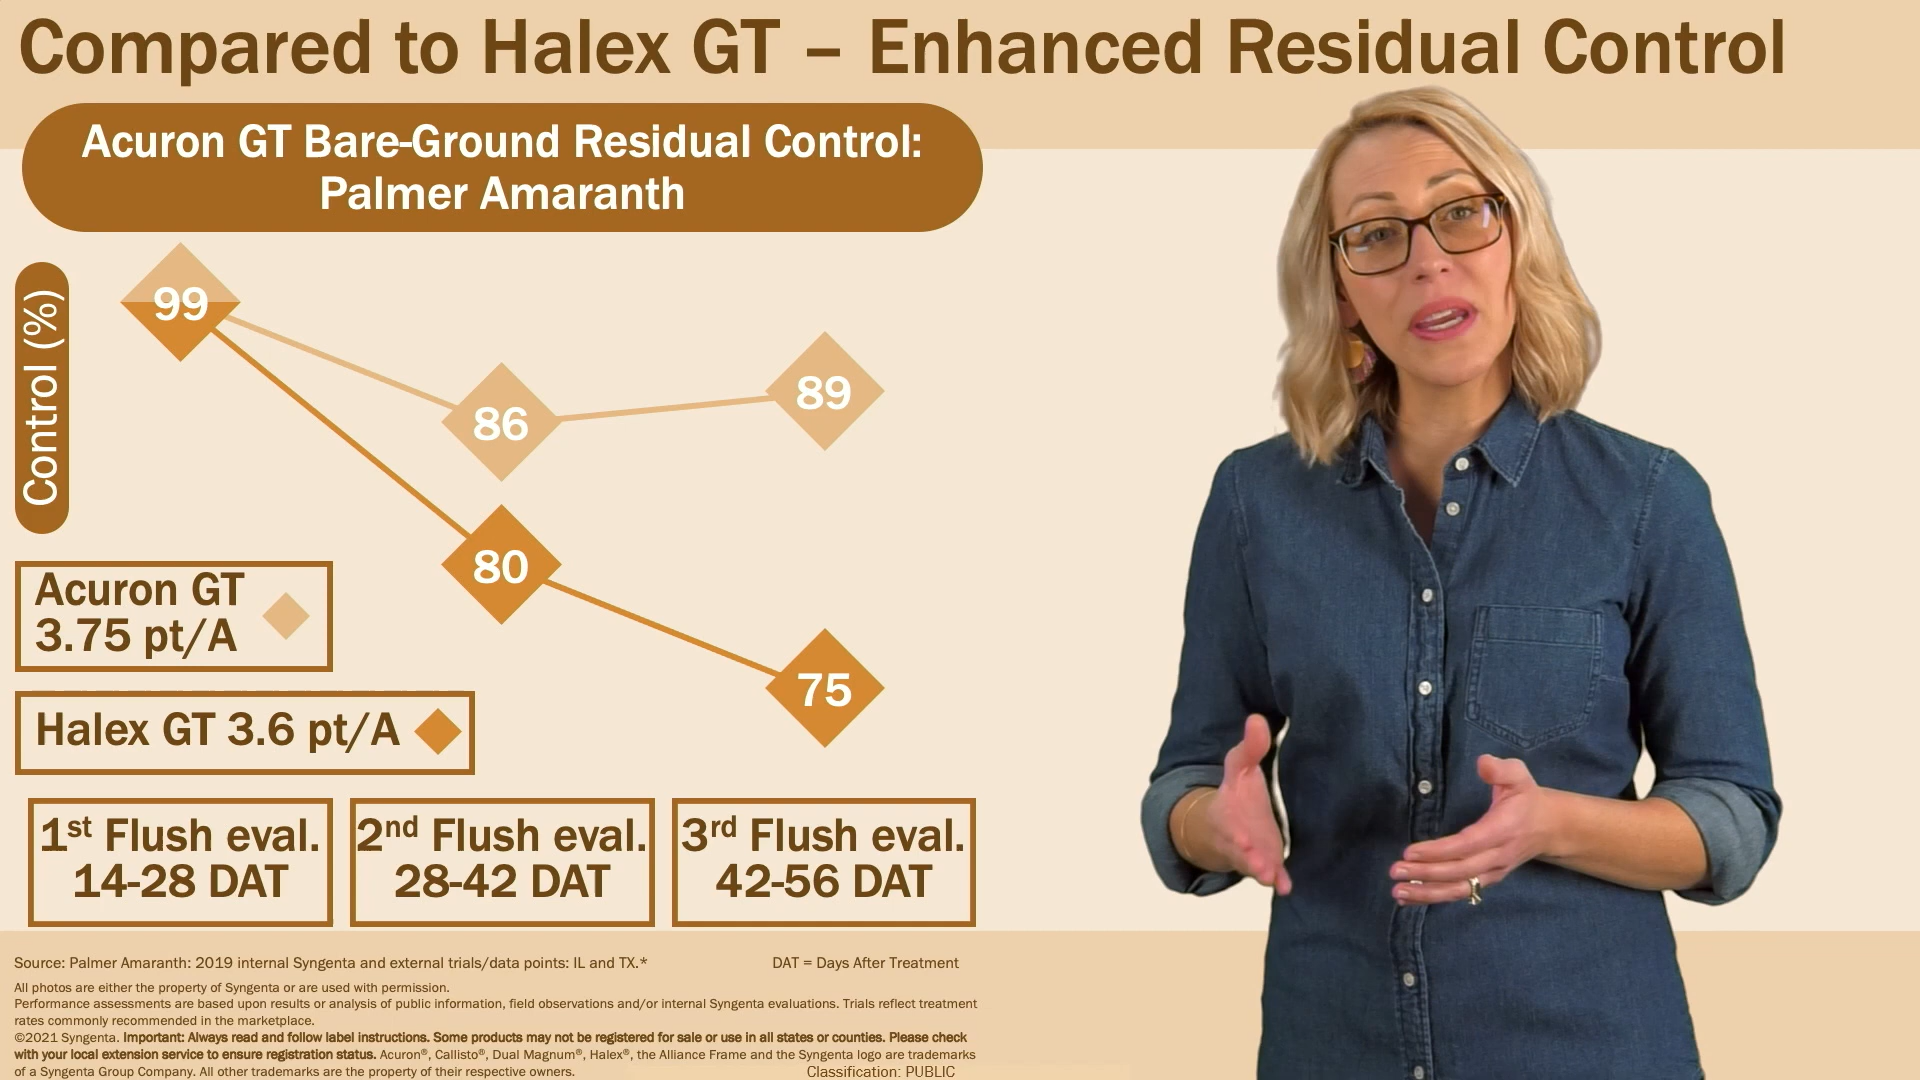 Compared to Halex GT – Enhanced Residual Control
Acuron GT Bare-Ground Residual Control:
Palmer Amaranth
Control (%)
99
86
89
80
75
Acuron GT
3.75 pt/A
Halex GT 3.6 pt/A
1st Flush eval.
14-28 DAT
2nd Flush eval.
28-42 DAT
3rd Flush eval.
42-56 DAT
Source: Palmer Amaranth: 2019 internal Syngenta and external trials/data points: IL and TX.*
DAT = Days After Treatment
All photos are either the property of Syngenta or are used with permission.
Performance assessments are based upon results or analysis of public information, field observations and/or internal Syngenta evaluations. Trials reflect treatment
rates commonly recommended in the marketplace.
©2021 Syngenta. Important: Always read and follow label instructions. Some products may not be registered for sale or use in all states or counties. Please check
with your local extension service to ensure registration status. Acuron®, Callisto®, Dual Magnum®, Halex®, the Alliance Frame and the Syngenta logo are trademarks
of a Syngenta Group Company. All other trademarks are the property of their respective owners.
Classification: PUBLIC